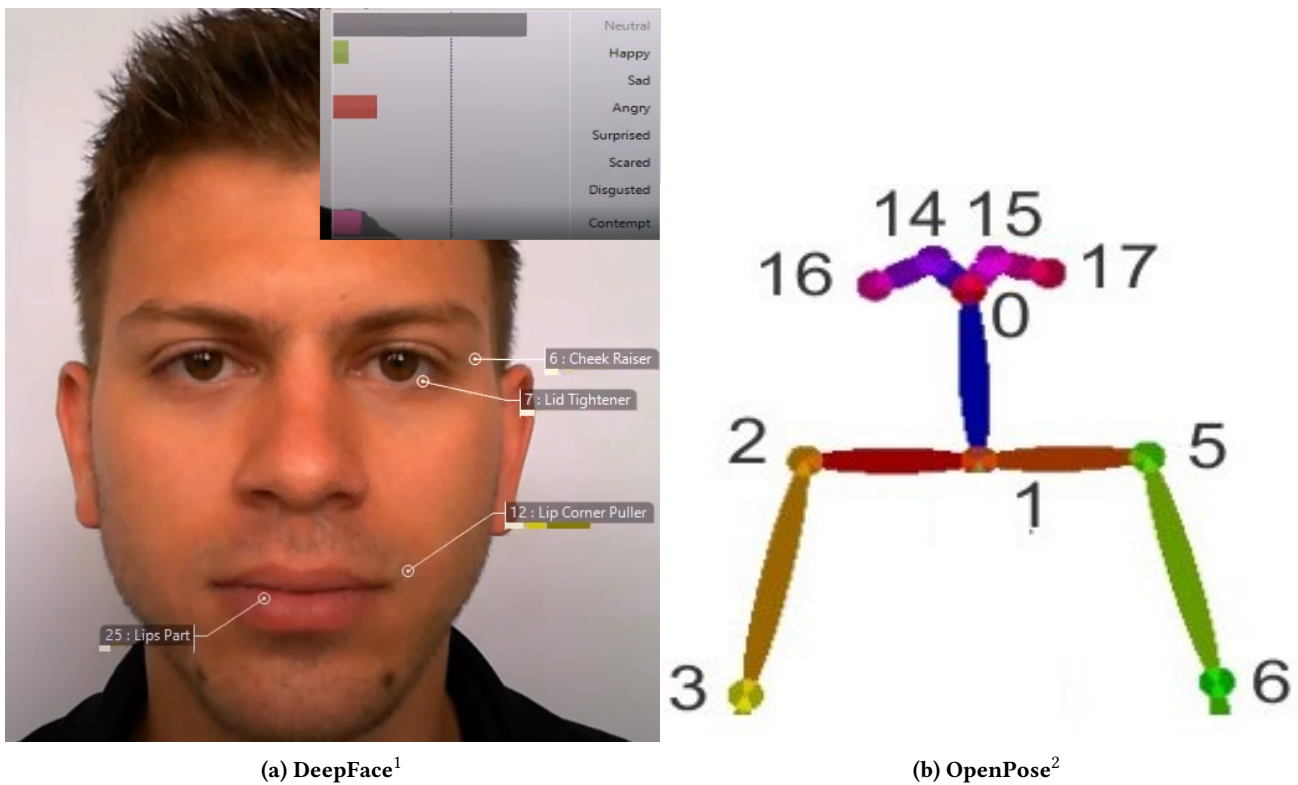 Neutral
Happy
Sad
Angry
Surprised
Scared
Disgusted
Contempt
6 : Cheek Raiser
7 : Lid Tightener
12 : Lip Corner Puller
25 : Lips Part
14 15
16 17
0
2 5
1
3 6
(a) DeepFace¹
(b) OpenPose²